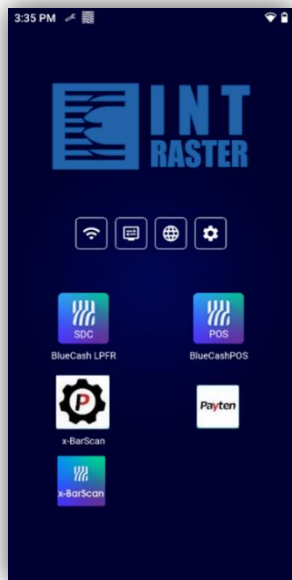 3:35 PM
INT
RASTER
SDC
POS
BlueCash LPFR
BlueCashPOS
P
Payten
x-BarScan
x-BarScan